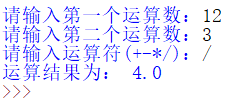 请输入第一个运算数：12
请输入第二个运算数：3
请输入运算符(+-*/)：/
运算结果为： 4.0
>>>